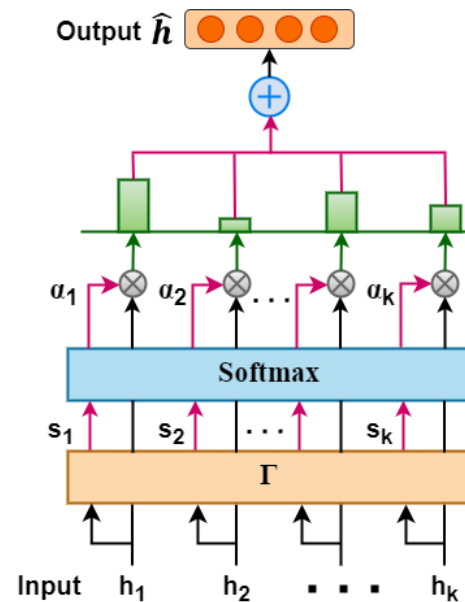 Output ĥ
α1 α2 . . . αk
Softmax
s1 s2 . . . sk
Γ
Input h1 h2 . . . hk